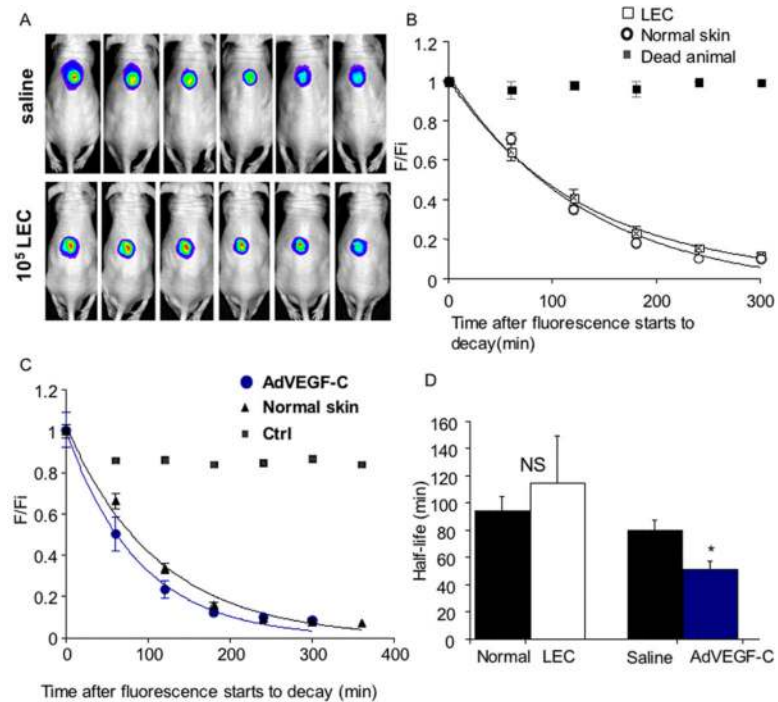 A
saline
10⁵ LEC
B
LEC
Normal skin
Dead animal
1.2
1
0.8
0.6
0.4
0.2
0
F/Fi
0
100
200
300
Time after fluorescence starts to
decay(min)
C
AdVEGF-C
Normal skin
Ctrl
1.2
1
0.8
0.6
0.4
0.2
0
F/Fi
0
100
200
300
400
Time after fluorescence starts to decay (min)
D
160
140
120
100
80
60
40
20
0
Half-life (min)
NS
*
Normal
LEC
Saline
AdVEGF-C